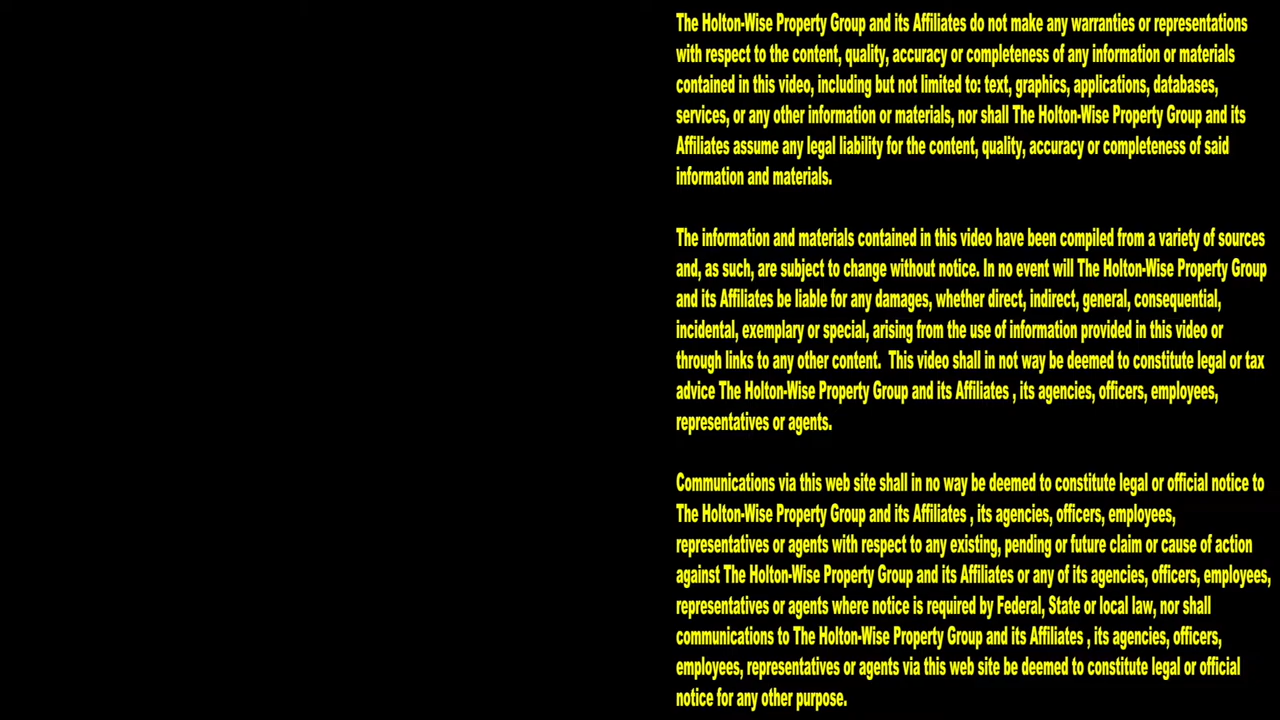 The Holton-Wise Property Group and its Affiliates do not make any warranties or representations
with respect to the content, quality, accuracy or completeness of any information or materials
contained in this video, including but not limited to: text, graphics, applications, databases,
services, or any other information or materials, nor shall The Holton-Wise Property Group and its
Affiliates assume any legal liability for the content, quality, accuracy or completeness of said
information and materials.
The information and materials contained in this video have been compiled from a variety of sources
and, as such, are subject to change without notice. In no event will The Holton-Wise Property Group
and its Affiliates be liable for any damages, whether direct, indirect, general, consequential,
incidental, exemplary or special, arising from the use of information provided in this video or
through links to any other content.  This video shall in not way be deemed to constitute legal or tax
advice The Holton-Wise Property Group and its Affiliates , its agencies, officers, employees,
representatives or agents.
Communications via this web site shall in no way be deemed to constitute legal or official notice to
The Holton-Wise Property Group and its Affiliates , its agencies, officers, employees,
representatives or agents with respect to any existing, pending or future claim or cause of action
against The Holton-Wise Property Group and its Affiliates or any of its agencies, officers, employees,
representatives or agents where notice is required by Federal, State or local law, nor shall
communications to The Holton-Wise Property Group and its Affiliates , its agencies, officers,
employees, representatives or agents via this web site be deemed to constitute legal or official
notice for any other purpose.